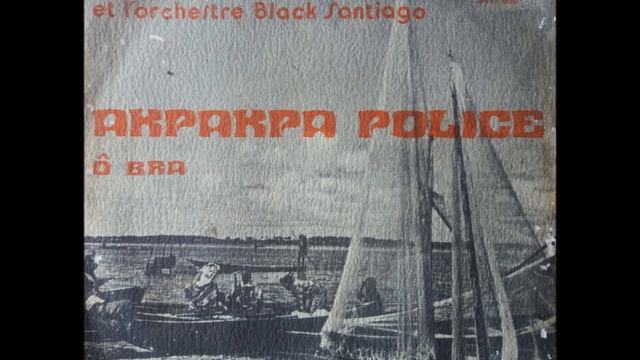 et l'orchestre Black Santiago
AKPAKPA POLICE
Ô BRA